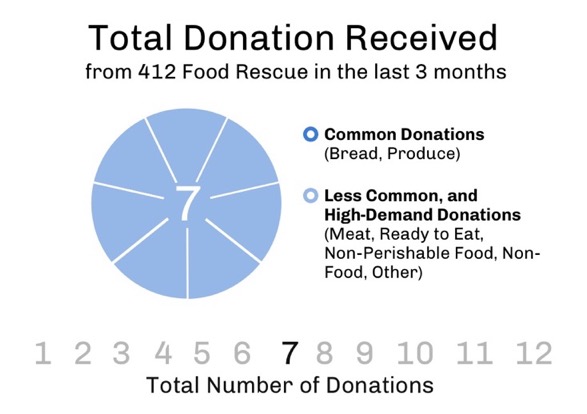 Total Donation Received
from 412 Food Rescue in the last 3 months
7
Common Donations
(Bread, Produce)
Less Common, and
High-Demand Donations
(Meat, Ready to Eat,
Non-Perishable Food, Non-
Food, Other)
1 2 3 4 5 6 7 8 9 10 11 12
Total Number of Donations